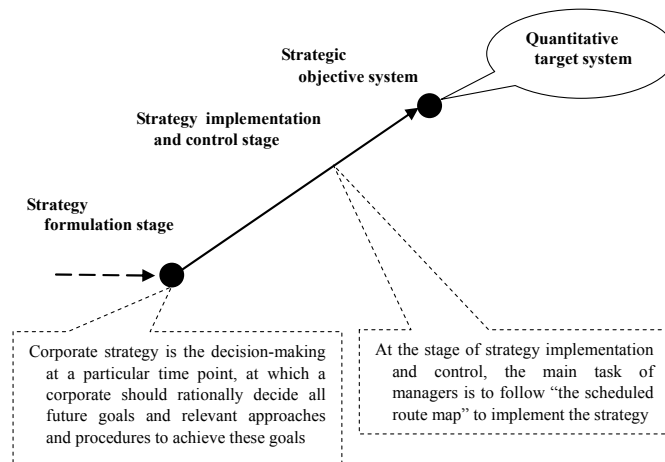 Quantitative
target system
Strategic
objective system
Strategy implementation
and control stage
Strategy
formulation stage
Corporate strategy is the decision-making
at a particular time point, at which a
corporate should rationally decide all
future goals and relevant approaches
and procedures to achieve these goals
At the stage of strategy implementation
and control, the main task of
managers is to follow “the scheduled
route map” to implement the strategy